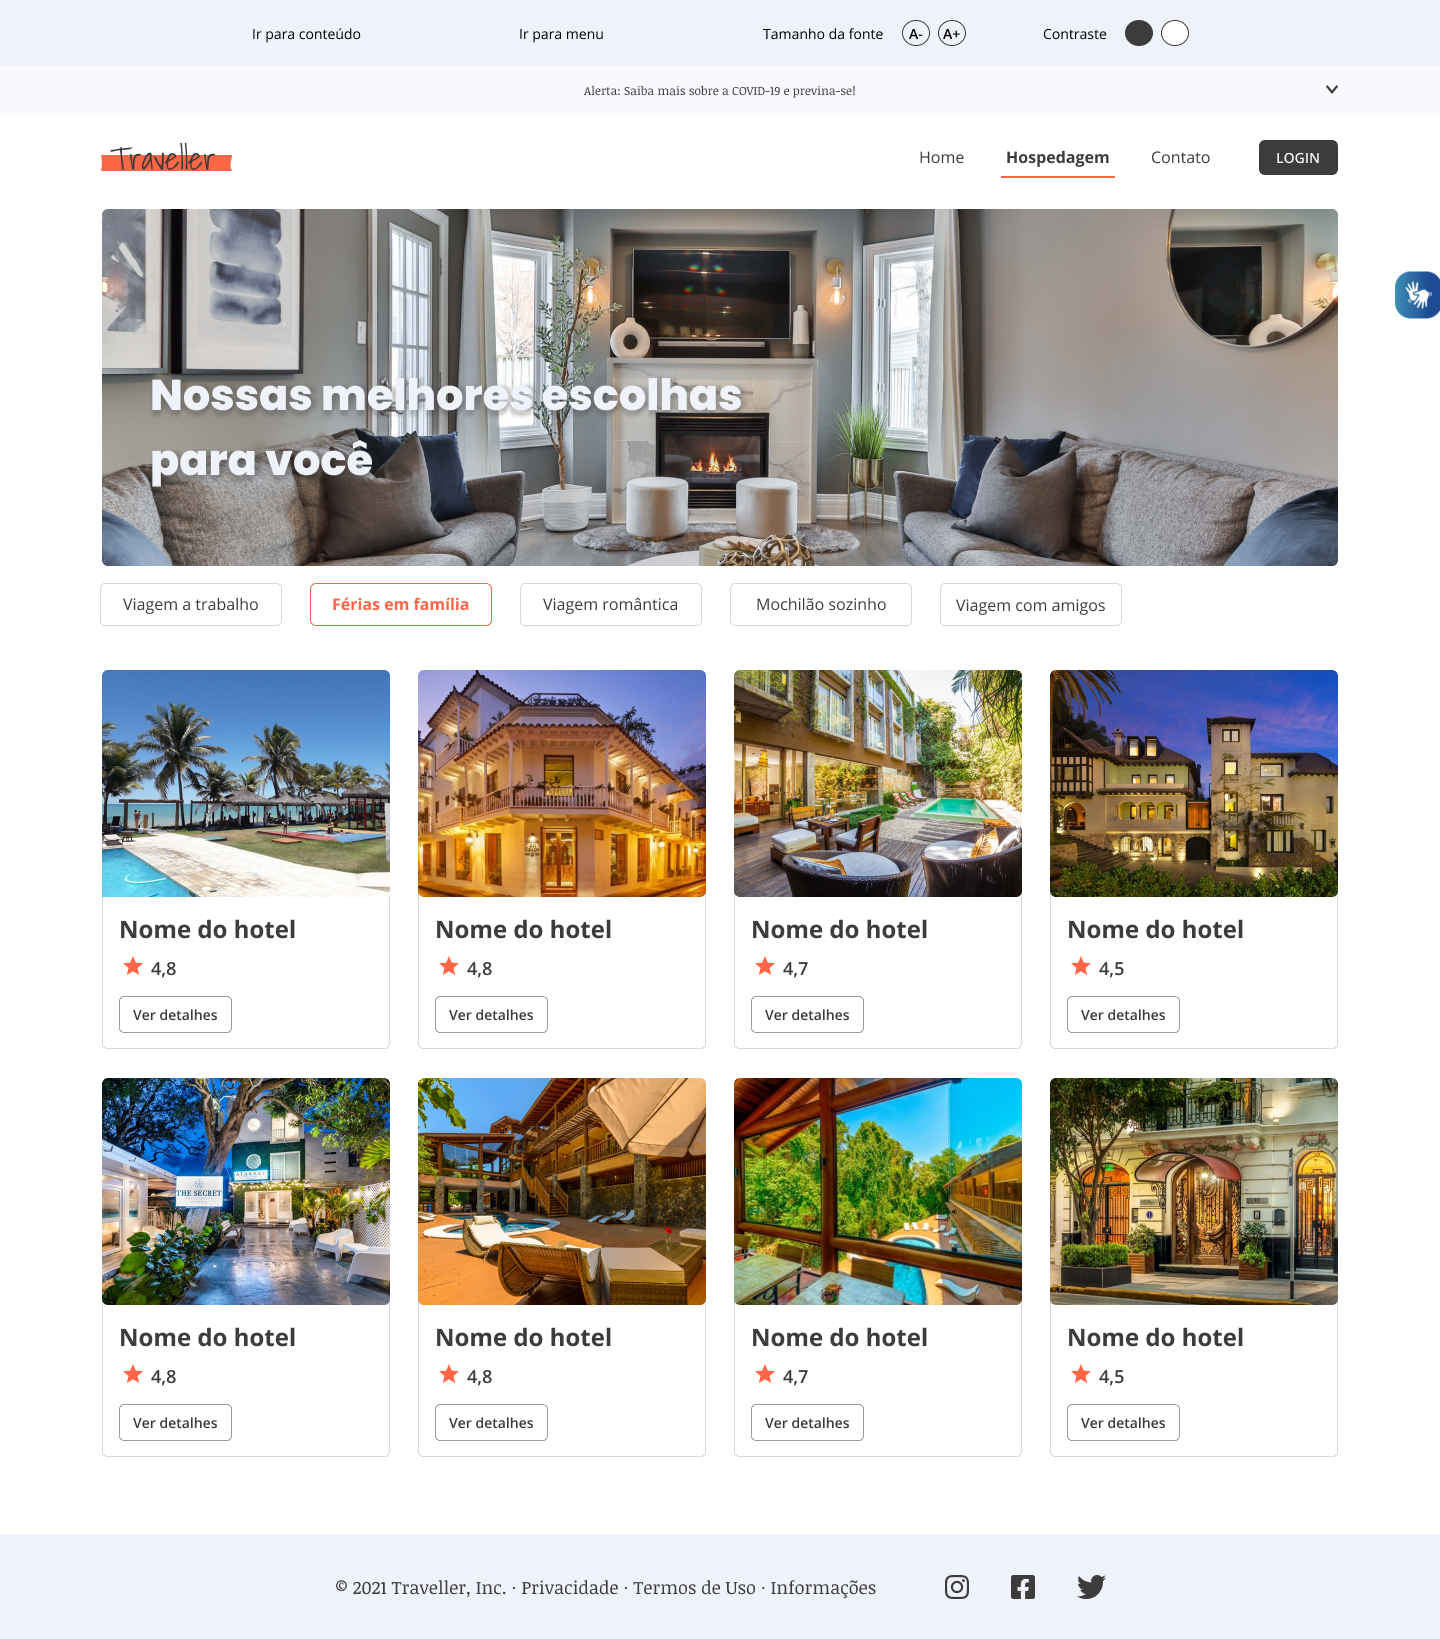 Ir para conteúdo
Ir para menu
Tamanho da fonte
A-
A+
Contraste
Alerta: Saiba mais sobre a COVID-19 e previna-se!
Traveller
Home
Hospedagem
Contato
LOGIN
Nossas melhores escolhas
para você
Viagem a trabalho
Férias em família
Viagem romântica
Mochilão sozinho
Viagem com amigos
Nome do hotel
4,8
Ver detalhes
Nome do hotel
4,8
Ver detalhes
Nome do hotel
4,7
Ver detalhes
Nome do hotel
4,5
Ver detalhes
ATABAAY
THE SECRET
Nome do hotel
4,8
Ver detalhes
Nome do hotel
4,8
Ver detalhes
Nome do hotel
4,7
Ver detalhes
Nome do hotel
4,5
Ver detalhes
© 2021 Traveller, Inc. · Privacidade · Termos de Uso · Informações